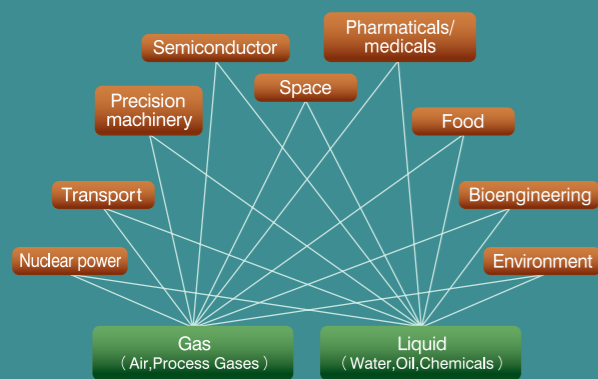 Pharmaticals/
medicals
Semiconductor
Space
Precision
machinery
Food
Transport
Bioengineering
Nuclear power
Environment
Gas
(Air,Process Gases)
Liquid
(Water,Oil,Chemicals)